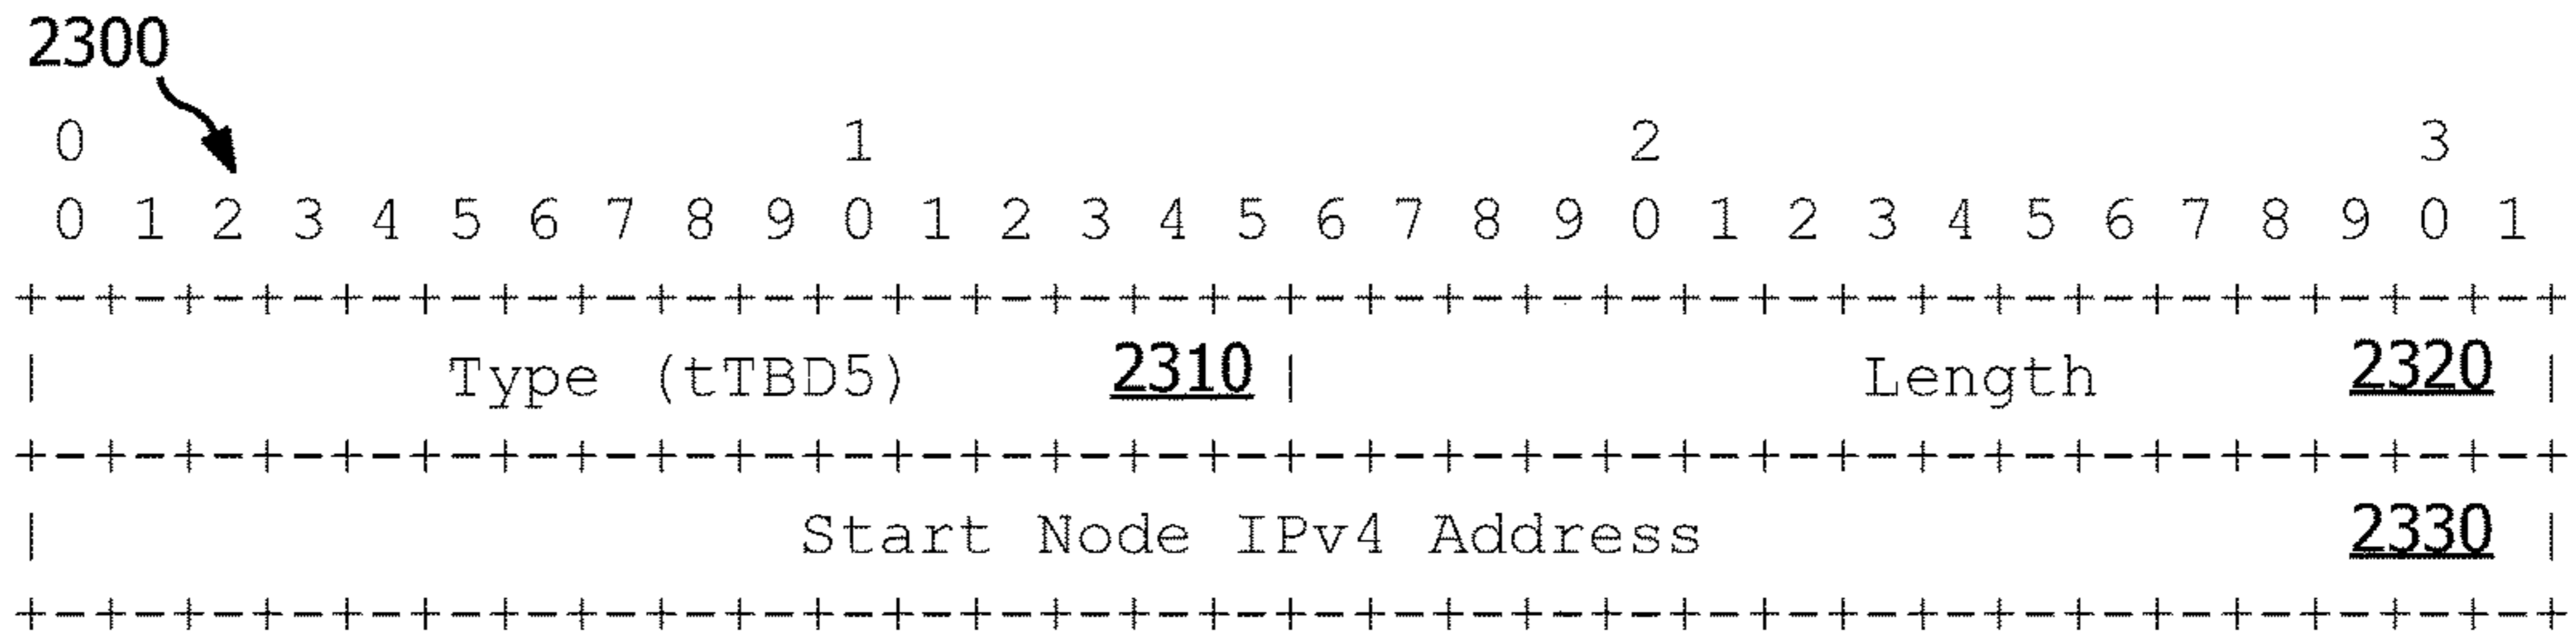 2300
0 1 2 3
0 1 2 3 4 5 6 7 8 9 0 1 2 3 4 5 6 7 8 9 0 1 2 3 4 5 6 7 8 9 0 1
+-+-+-+-+-+-+-+-+-+-+-+-+-+-+-+-+-+-+-+-+-+-+-+-+-+-+-+-+-+-+-+-+
| Type (tTBD5) 2310 | Length 2320 |
+-+-+-+-+-+-+-+-+-+-+-+-+-+-+-+-+-+-+-+-+-+-+-+-+-+-+-+-+-+-+-+-+
| Start Node IPv4 Address 2330 |
+-+-+-+-+-+-+-+-+-+-+-+-+-+-+-+-+-+-+-+-+-+-+-+-+-+-+-+-+-+-+-+-+